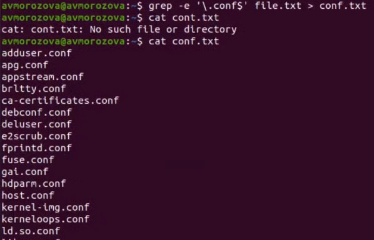 avmorozova@avmorozova:~$ grep -e '\.conf$' file.txt > conf.txt
avmorozova@avmorozova:~$ cat cont.txt
cat: cont.txt: No such file or directory
avmorozova@avmorozova:~$ cat conf.txt
adduser.conf
apg.conf
appstream.conf
brltty.conf
ca-certificates.conf
debconf.conf
deluser.conf
e2scrub.conf
fprintd.conf
fuse.conf
gai.conf
hdparm.conf
host.conf
kernel-img.conf
kerneloops.conf
ld.so.conf